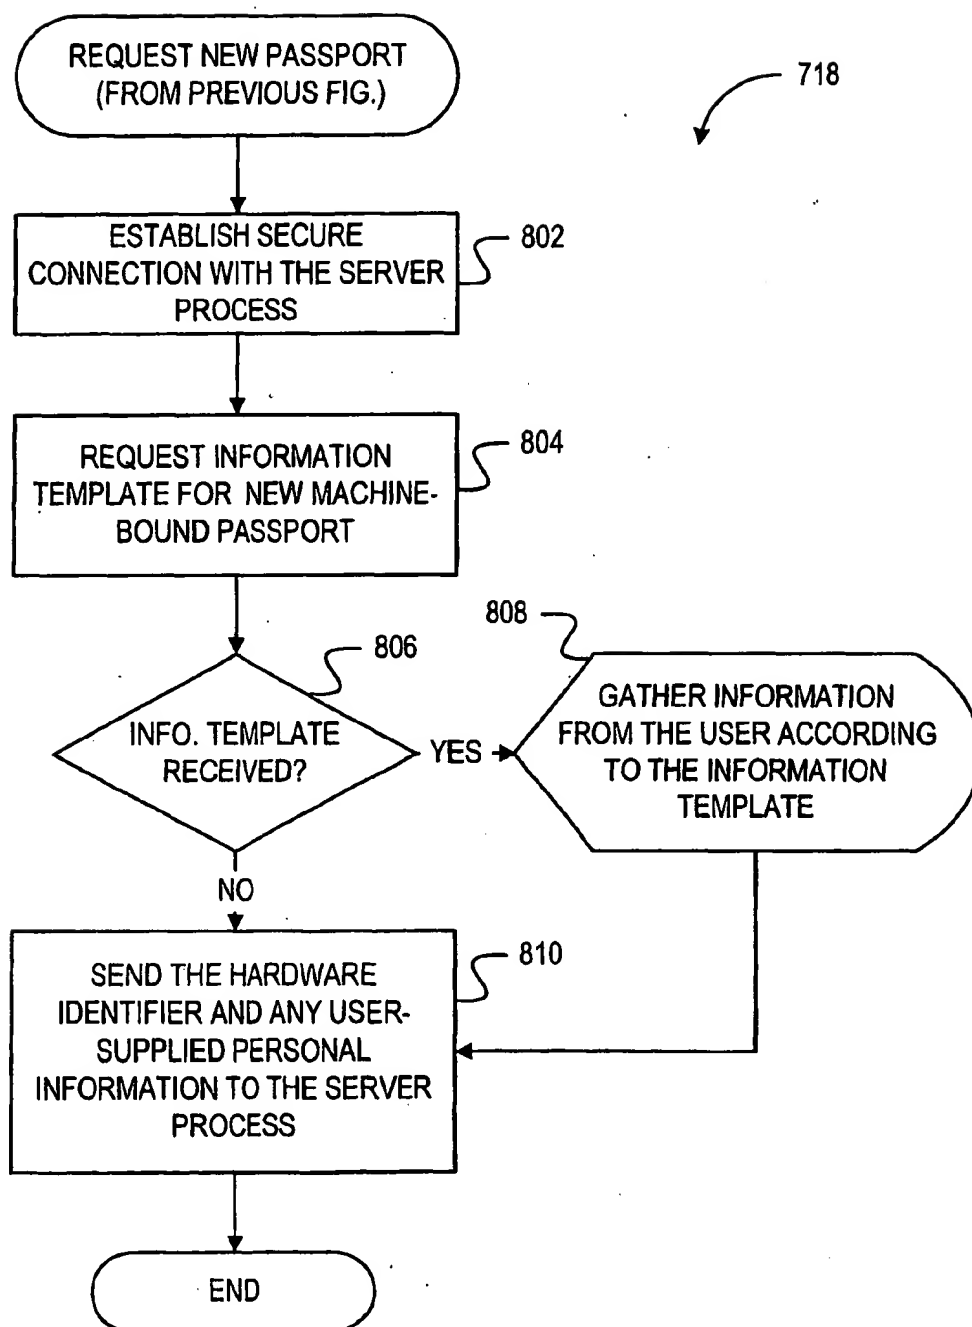 REQUEST NEW PASSPORT
(FROM PREVIOUS FIG.)
718
ESTABLISH SECURE
CONNECTION WITH THE SERVER
PROCESS
802
REQUEST INFORMATION
TEMPLATE FOR NEW MACHINE-
BOUND PASSPORT
804
INFO. TEMPLATE
RECEIVED?
806
YES
808
GATHER INFORMATION
FROM THE USER ACCORDING
TO THE INFORMATION
TEMPLATE
NO
SEND THE HARDWARE
IDENTIFIER AND ANY USER-
SUPPLIED PERSONAL
INFORMATION TO THE SERVER
PROCESS
810
END